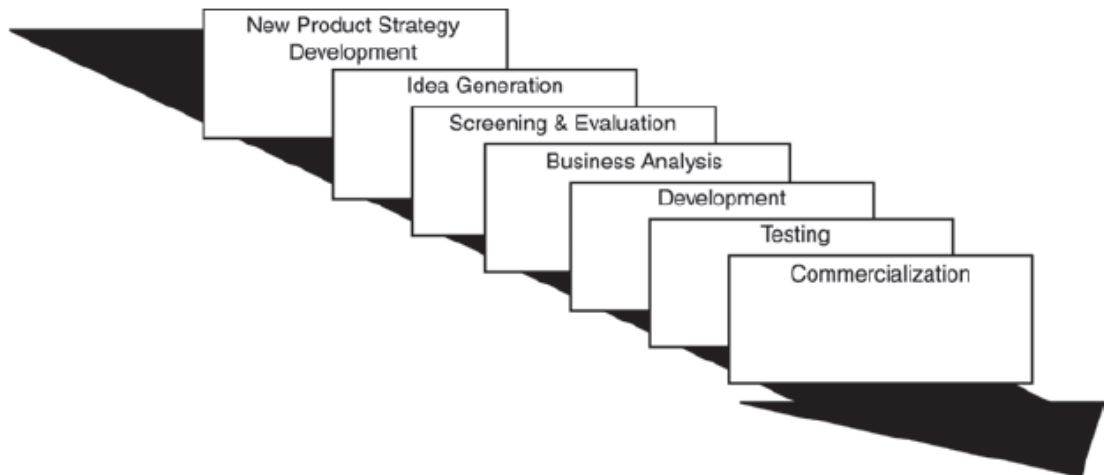 New Product Strategy
Development
Idea Generation
Screening & Evaluation
Business Analysis
Development
Testing
Commercialization